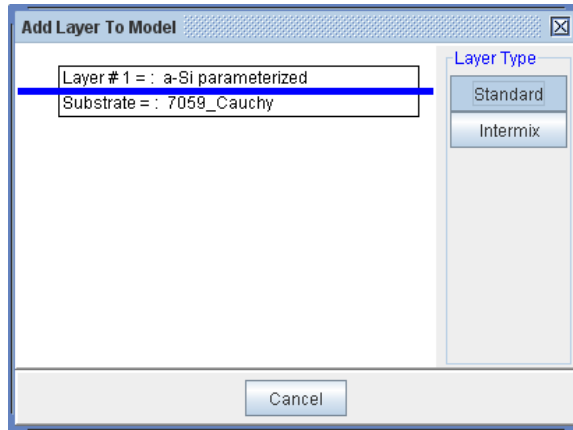 Add Layer To Model
Layer Type
Layer # 1 = : a-Si parameterized
Substrate = : 7059_Cauchy
Standard
Intermix
Cancel